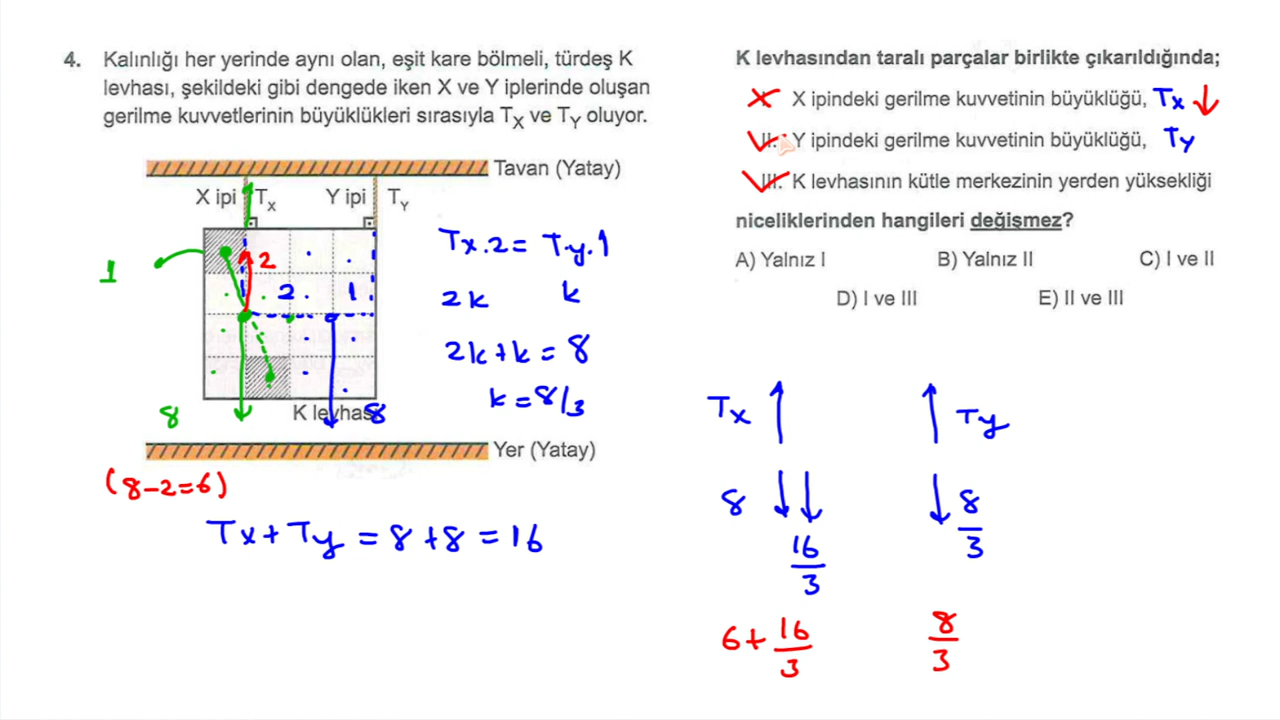 4. Kalınlığı her yerinde aynı olan, eşit kare bölmeli, türdeş K
levhası, şekildeki gibi dengede iken X ve Y iplerinde oluşan
gerilme kuvvetlerinin büyüklükleri sırasıyla TX ve TY oluyor.
Tavan (Yatay)
X ipi TX Y ipi TY
1
2
2 1
8
K levhası
8
Yer (Yatay)
(8-2=6)
Tx.2 = Ty.1
2k k
2k+k = 8
k = 8/3
Tx + Ty = 8+8 = 16
K levhasından taralı parçalar birlikte çıkarıldığında;
X ipindeki gerilme kuvvetinin büyüklüğü, Tx ↓
II. Y ipindeki gerilme kuvvetinin büyüklüğü, Ty
III. K levhasının kütle merkezinin yerden yüksekliği
niceliklerinden hangileri değişmez?
A) Yalnız I B) Yalnız II C) I ve II
D) I ve III E) II ve III
Tx Ty
8 16/3 8/3
6+16/3 8/3